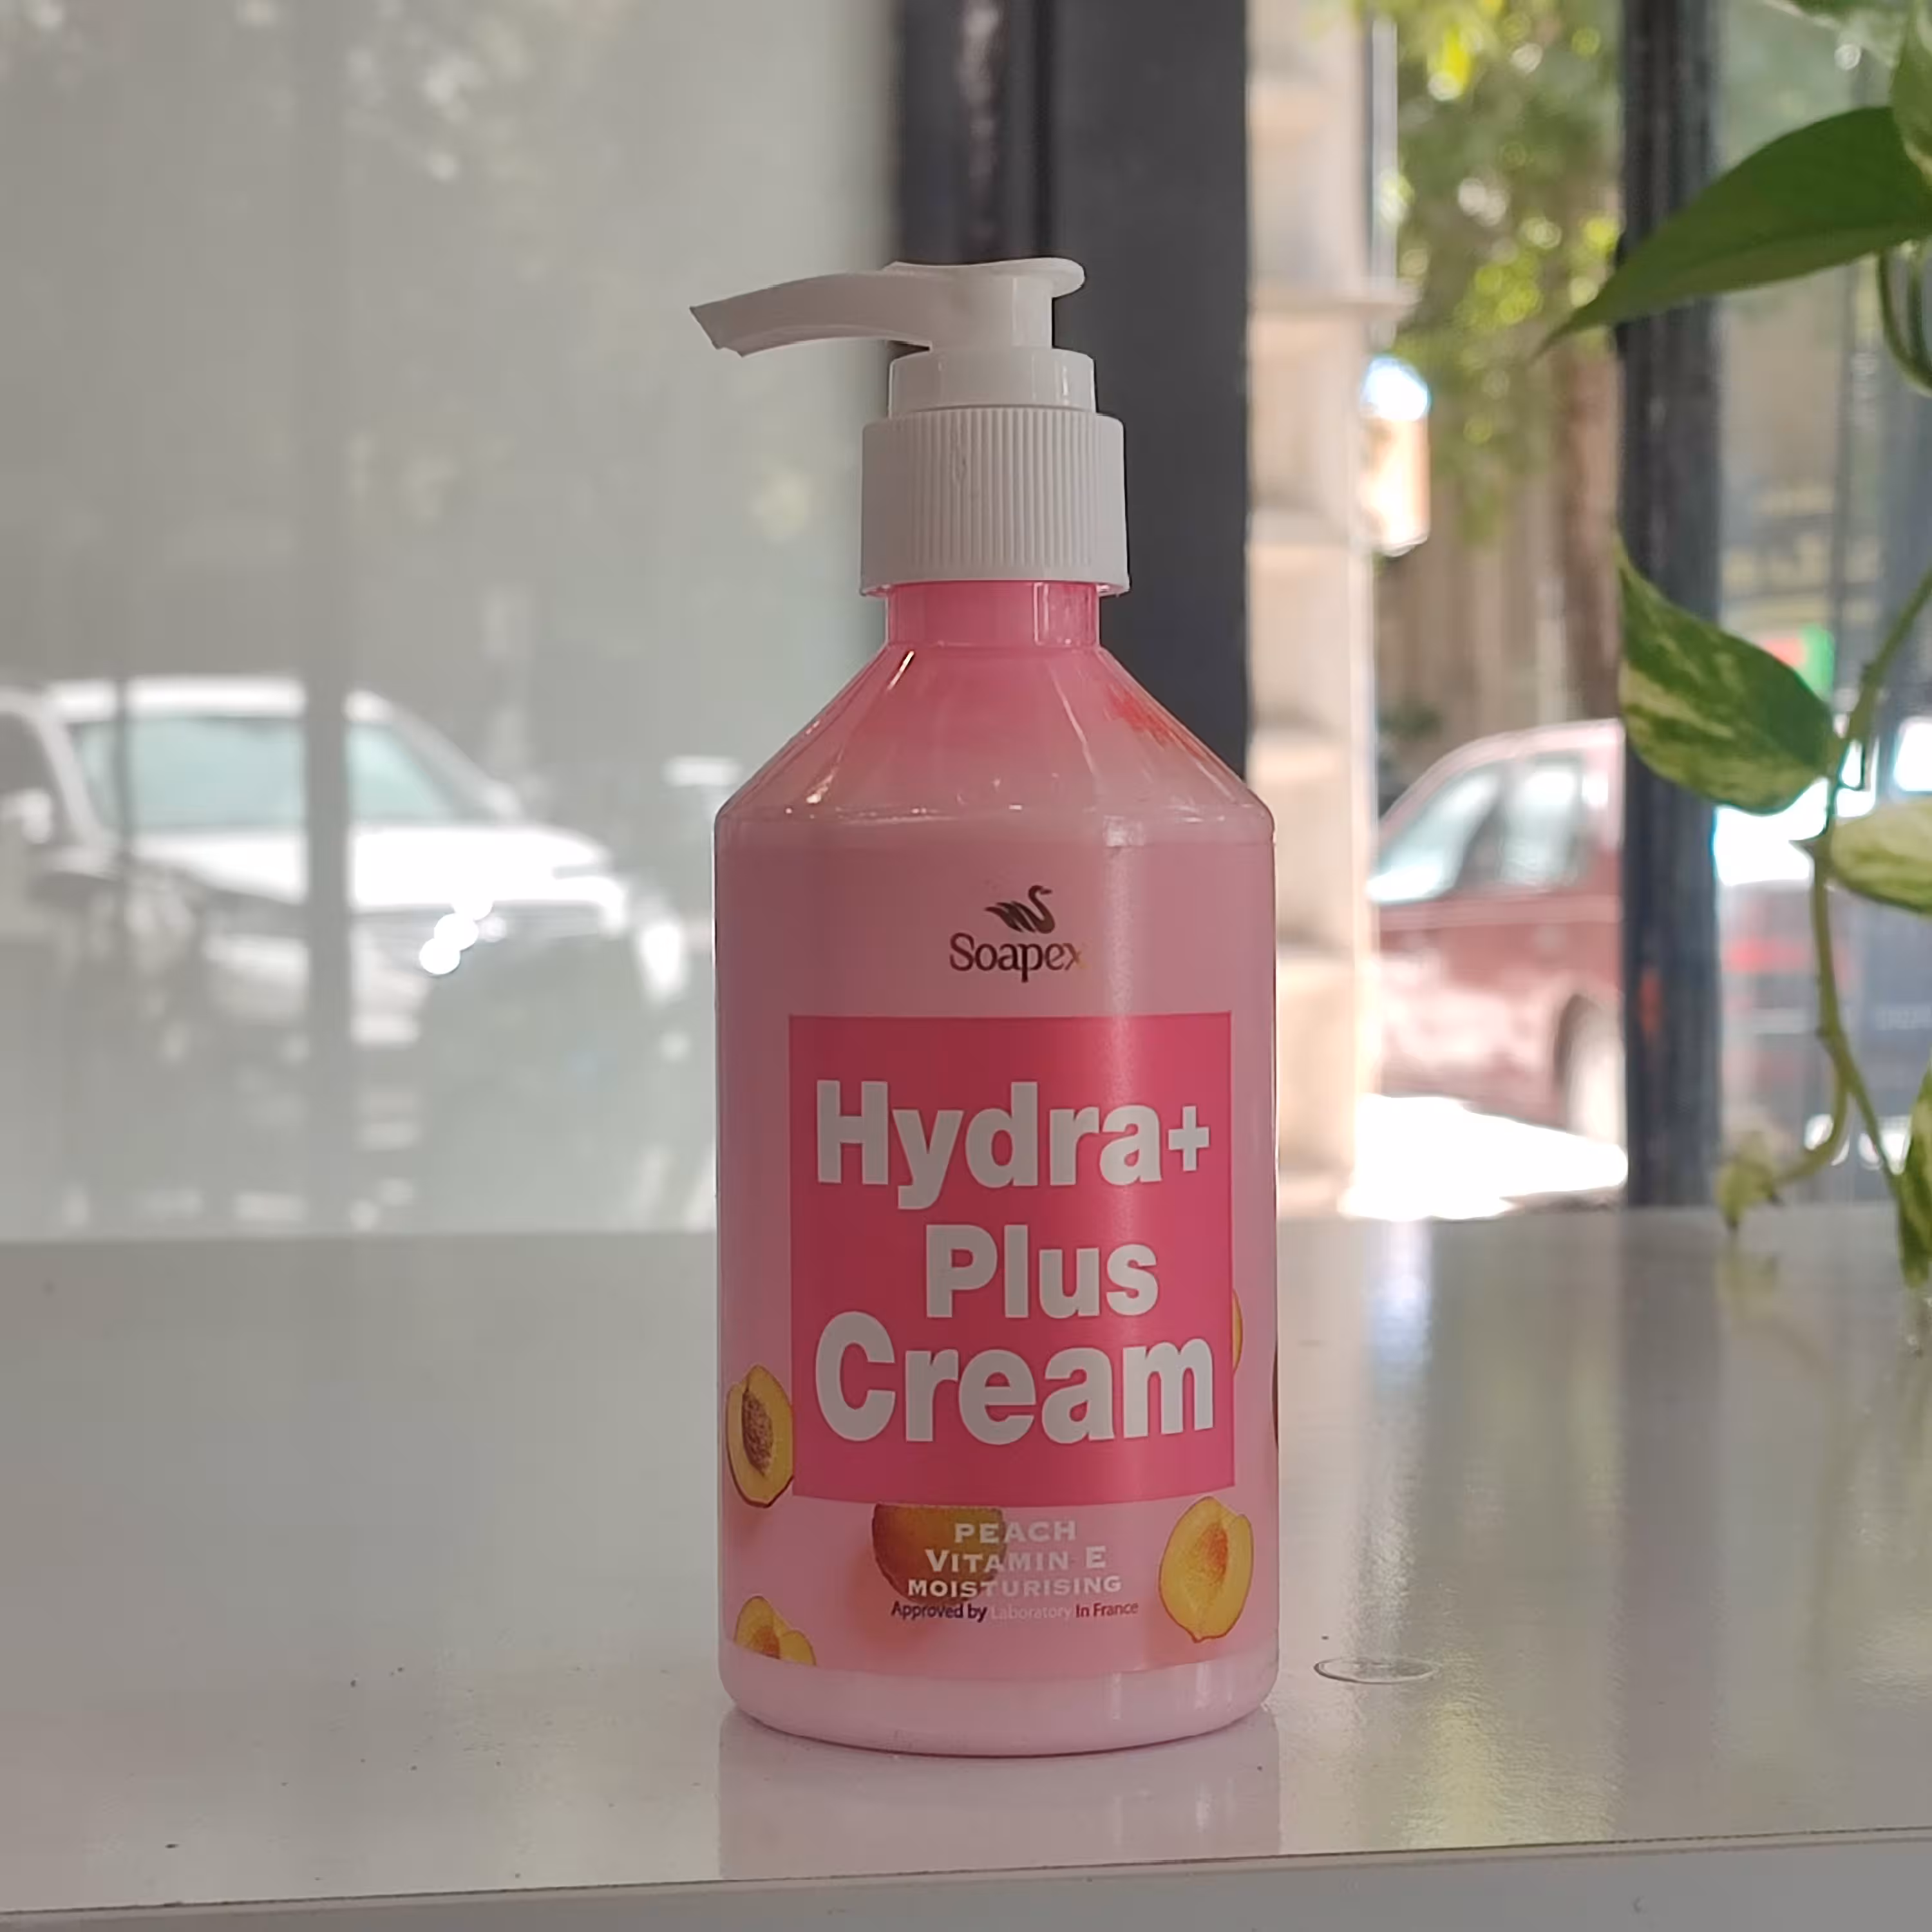 Soapex
Hydra+
Plus
Cream
PEACH
VITAMIN E
MOISTURISING
Approved by Laboratory In France